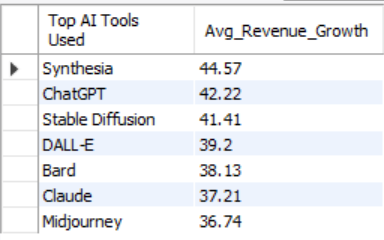 Top AI Tools Used Avg_Revenue_Growth
Synthesia 44.57
ChatGPT 42.22
Stable Diffusion 41.41
DALL-E 39.2
Bard 38.13
Claude 37.21
Midjourney 36.74